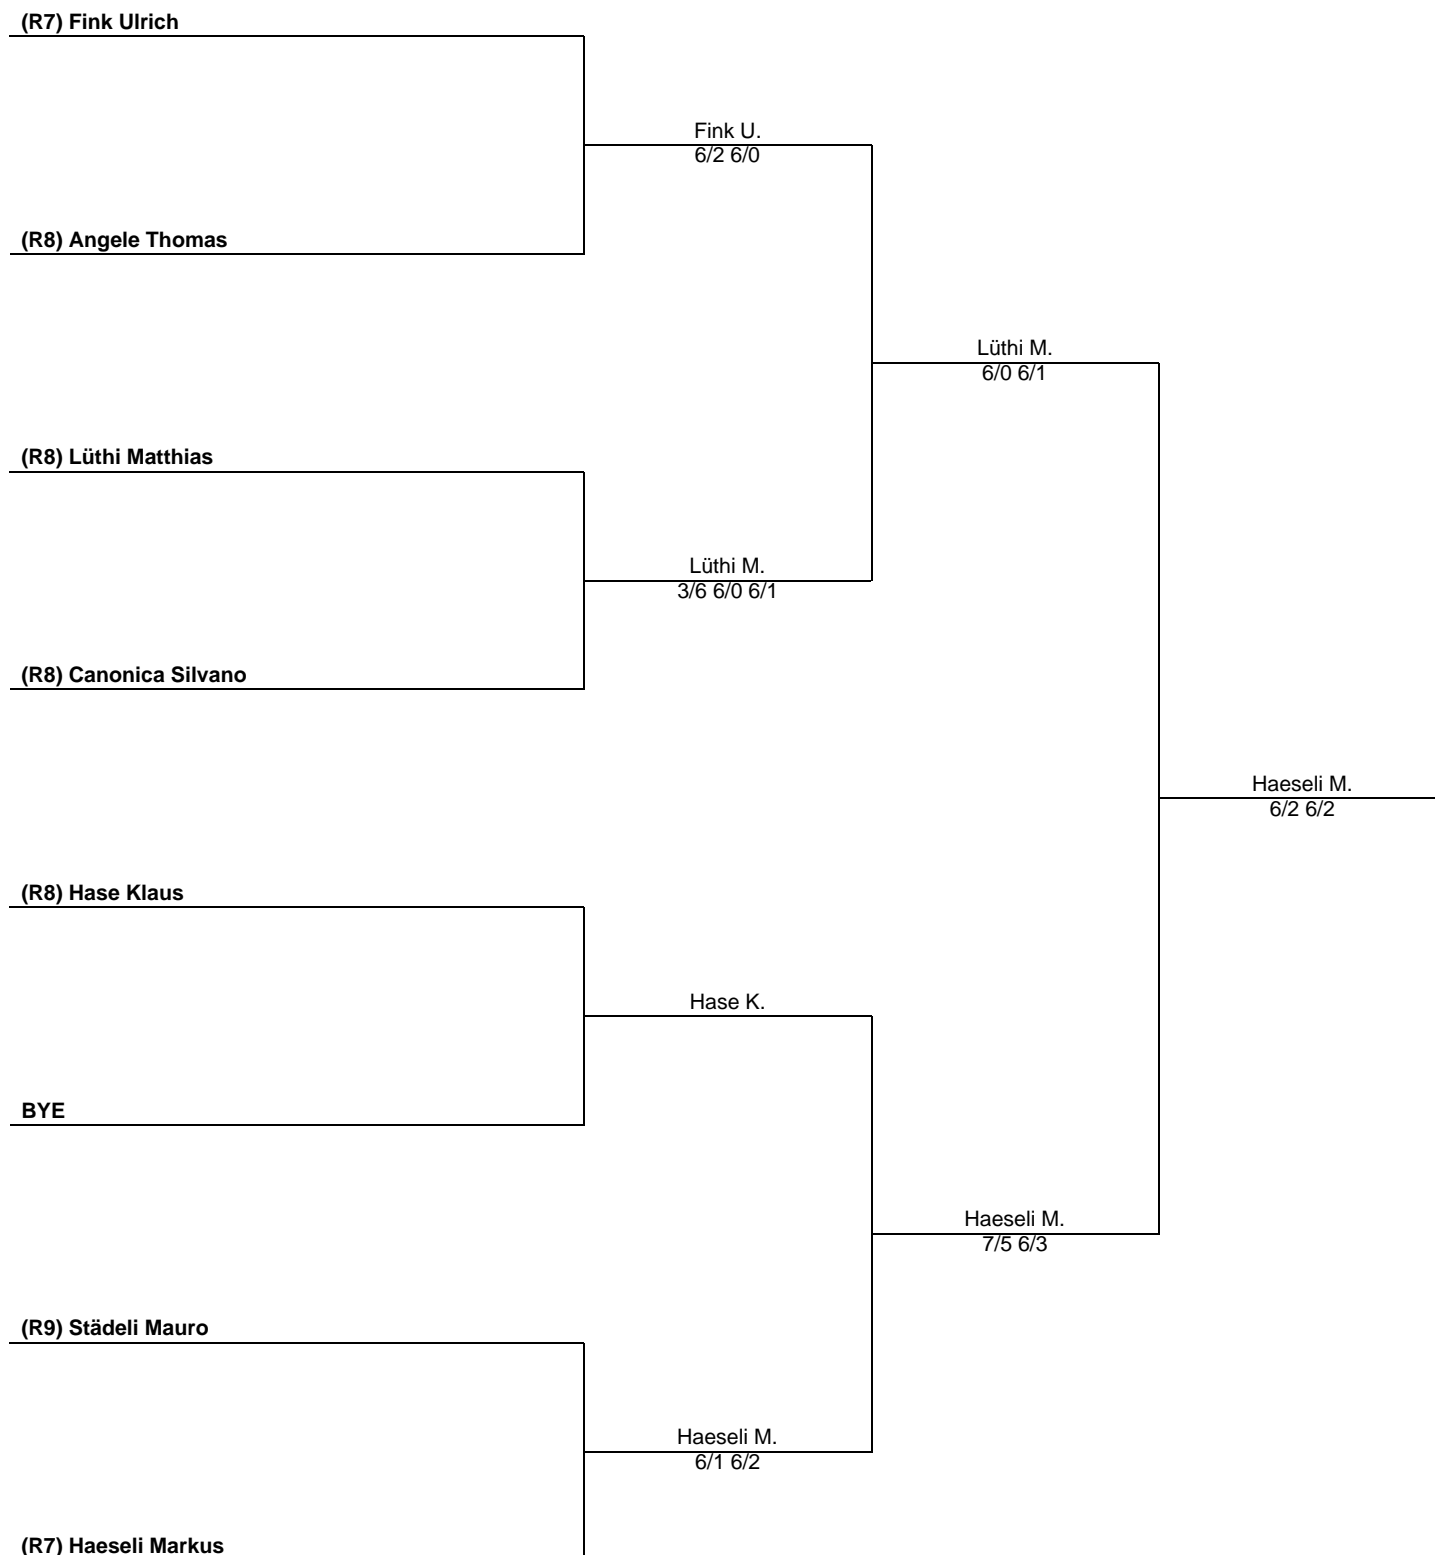 (R7) Fink Ulrich
Fink U.
6/2 6/0
(R8) Angele Thomas
Lüthi M.
6/0 6/1
(R8) Lüthi Matthias
Lüthi M.
3/6 6/0 6/1
(R8) Canonica Silvano
Haeseli M.
6/2 6/2
(R8) Hase Klaus
Hase K.
BYE
Haeseli M.
7/5 6/3
(R9) Städeli Mauro
Haeseli M.
6/1 6/2
(R7) Haeseli Markus